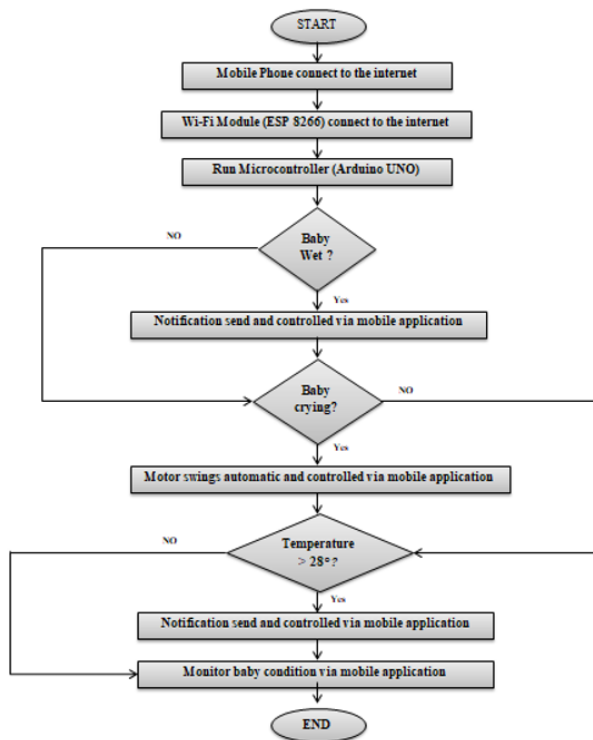 START
Mobile Phone connect to the internet
Wi-Fi Module (ESP 8266) connect to the internet
Run Microcontroller (Arduino UNO)
Baby
Wet ?
NO
Yes
Notification send and controlled via mobile application
Baby
crying?
NO
Yes
Motor swings automatic and controlled via mobile application
Temperature
> 28°?
NO
Yes
Notification send and controlled via mobile application
Monitor baby condition via mobile application
END